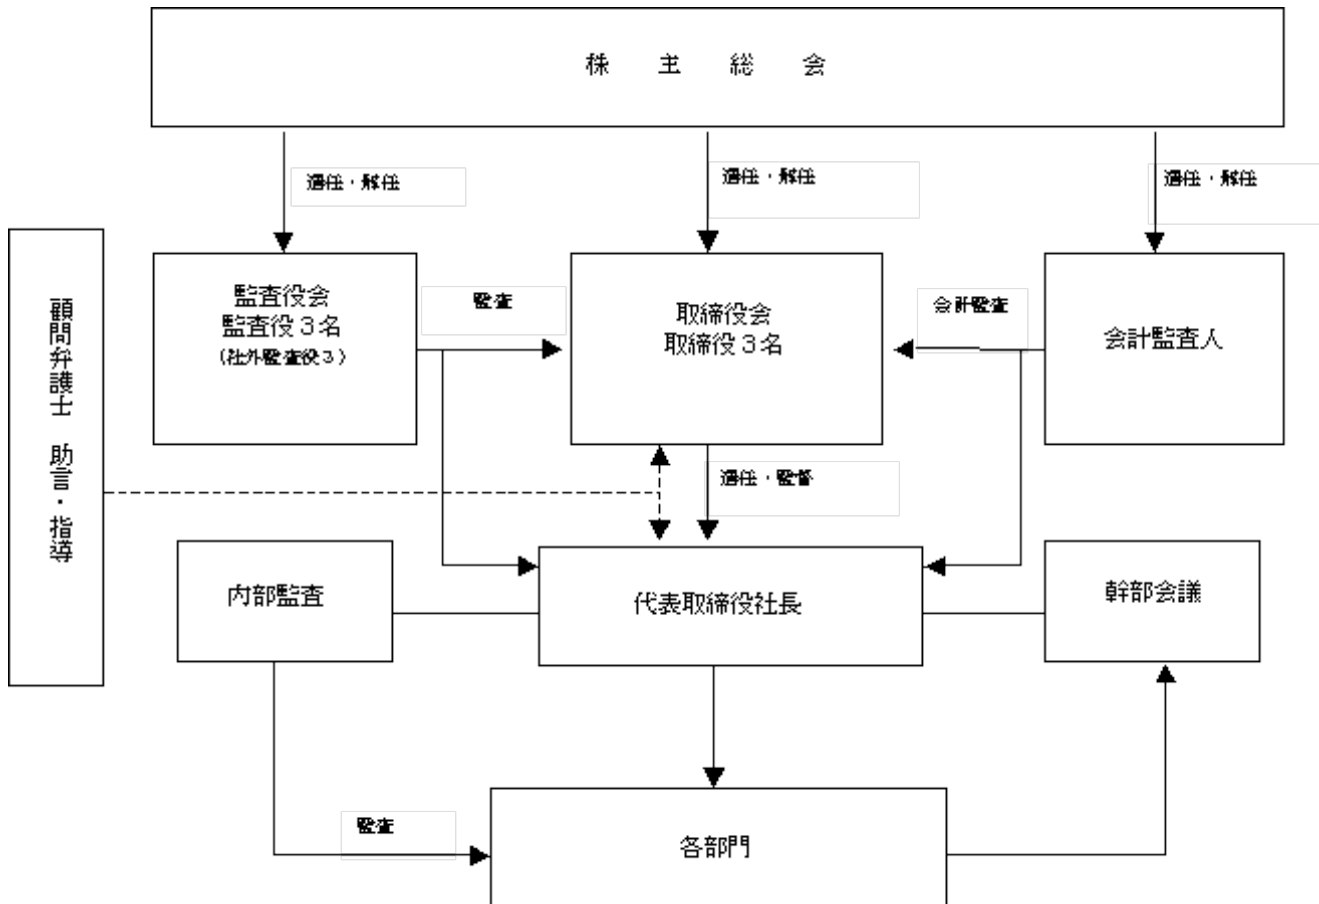 株 主 総 会
選任・解任
選任・解任
選任・解任
顧問弁護士 助言・指導
監査役会
監査役３名
（社外監査役３）
監査
取締役会
取締役３名
会計監査
会計監査人
選任・監督
内部監査
代表取締役社長
幹部会議
監査
各部門